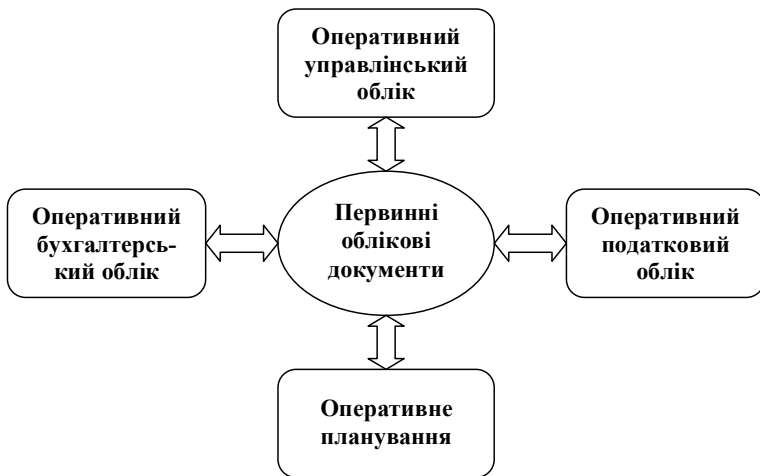 Оперативний
управлінський
облік
Оперативний
бухгалтерсь-
кий облік
Первинні
облікові
документи
Оперативний
податковий
облік
Оперативне
планування